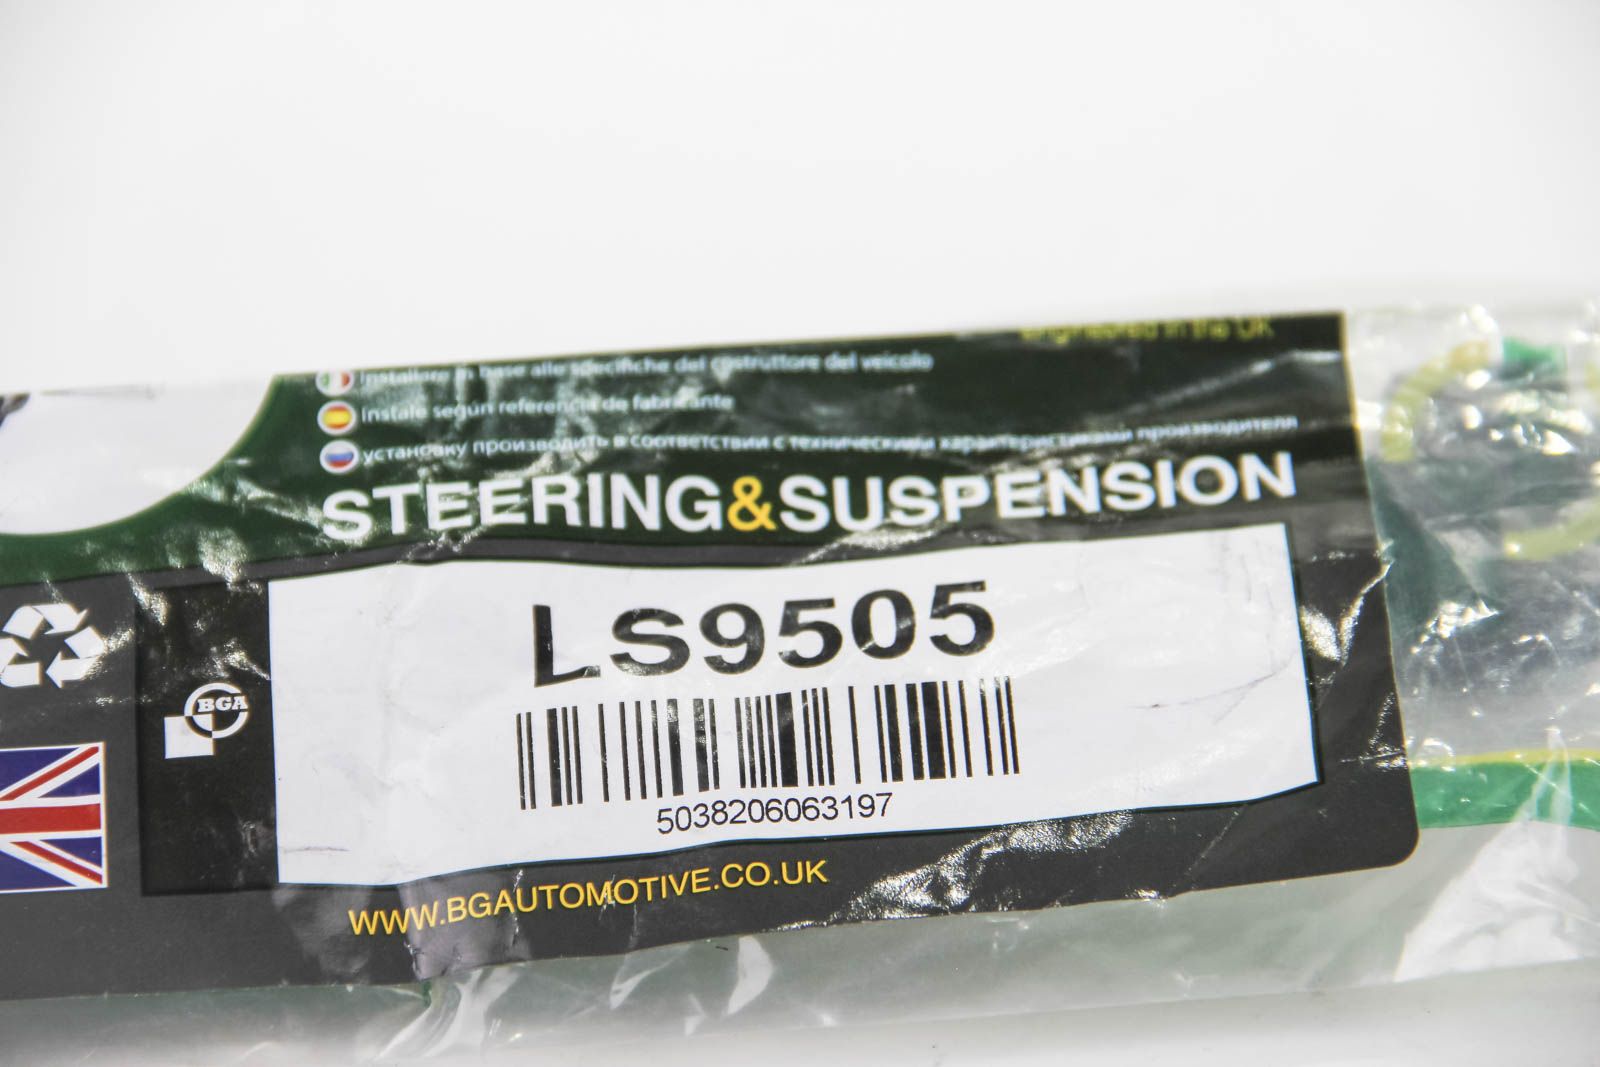 engineered in the UK
Installare in base alle specifiche del costruttore del veicolo
Instale según referencia de fabricante
установку производить в соответствии с техническими характеристиками производителя
STEERING&SUSPENSION
LS9505
BGA
5038206063197
WWW.BGAUTOMOTIVE.CO.UK